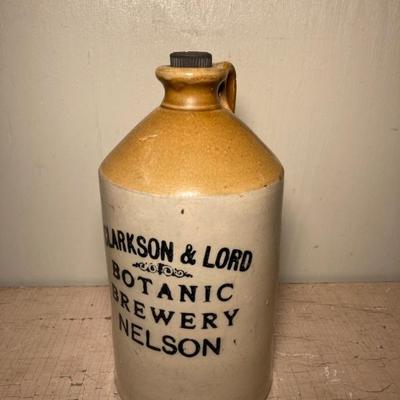 CLARKSON & LORD
BOTANIC
BREWERY
NELSON